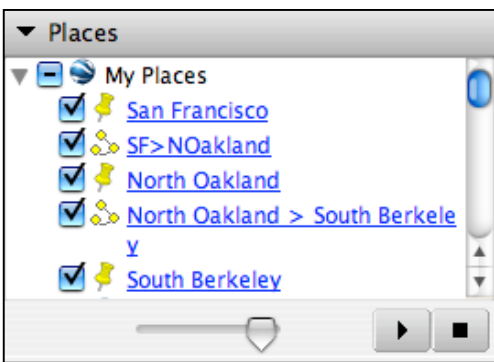 Places
My Places
San Francisco
SF>NOakland
North Oakland
North Oakland > South Berkele
y
South Berkeley